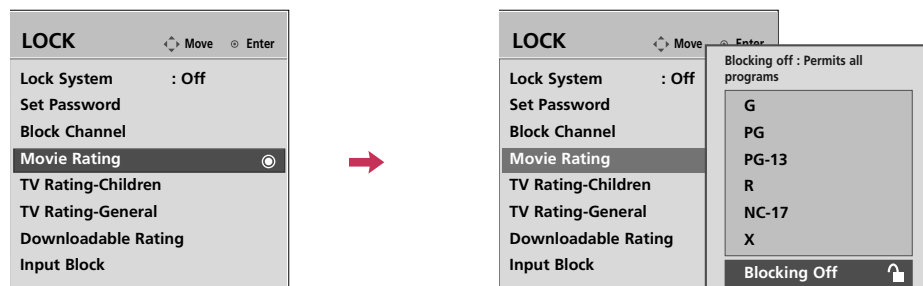 LOCK Move Enter
Lock System : Off
Set Password
Block Channel
Movie Rating
TV Rating-Children
TV Rating-General
Downloadable Rating
Input Block
LOCK Move Enter
Lock System : Off
Set Password
Block Channel
Movie Rating
TV Rating-Children
TV Rating-General
Downloadable Rating
Input Block
Blocking off : Permits all
programs
G
PG
PG-13
R
NC-17
X
Blocking Off